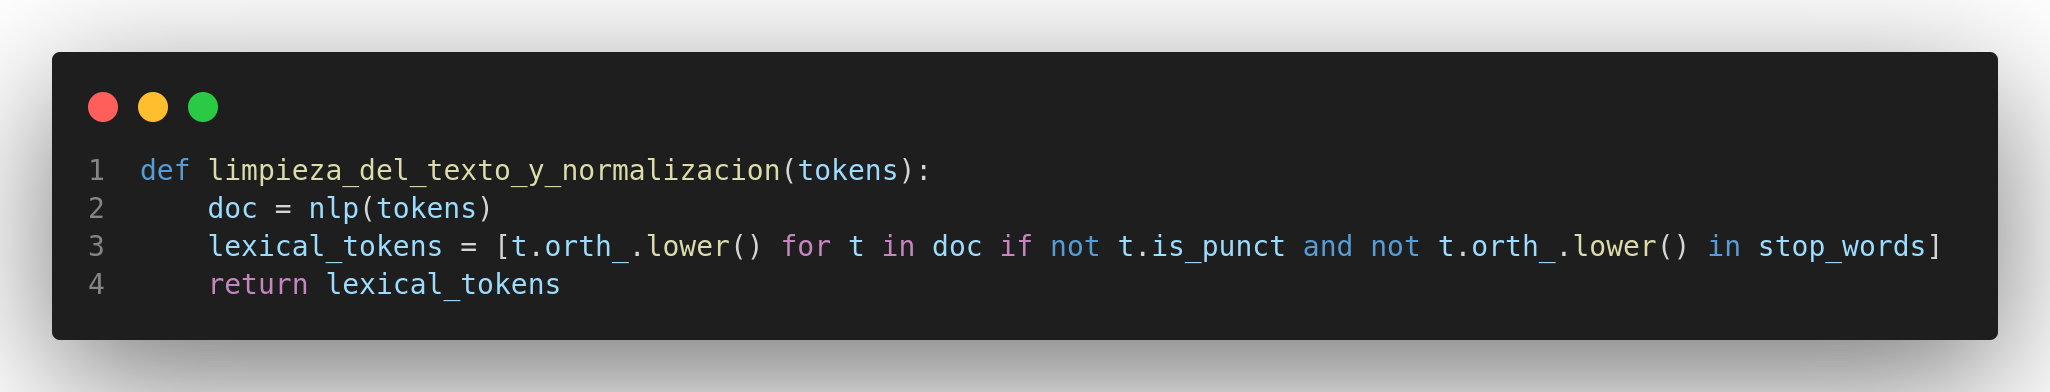 1 def limpieza_del_texto_y_normalizacion(tokens):
2     doc = nlp(tokens)
3     lexical_tokens = [t.orth_.lower() for t in doc if not t.is_punct and not t.orth_.lower() in stop_words]
4     return lexical_tokens